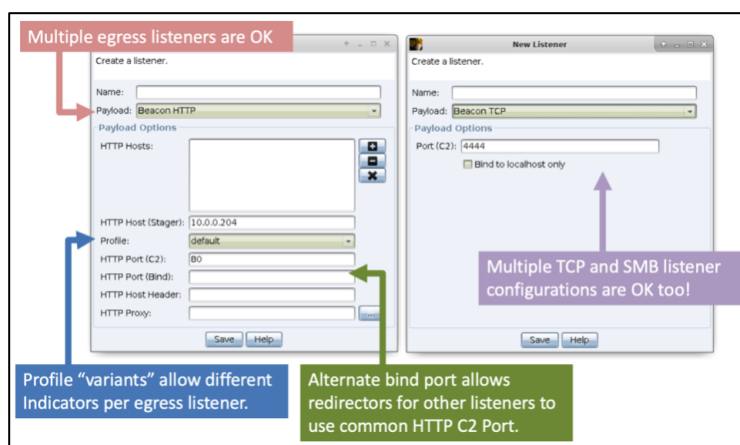 Multiple egress listeners are OK
Create a listener.
Name:
Payload: Beacon HTTP
Payload Options
HTTP Hosts:
HTTP Host (Stager): 10.0.0.204
Profile: default
HTTP Port (C2): 80
HTTP Port (Bind):
HTTP Host Header:
HTTP Proxy: ...
Save Help
New Listener
Create a listener.
Name:
Payload: Beacon TCP
Payload Options
Port (C2): 4444
Bind to localhost only
Multiple TCP and SMB listener
configurations are OK too!
Save Help
Profile “variants” allow different
Indicators per egress listener.
Alternate bind port allows
redirectors for other listeners to
use common HTTP C2 Port.